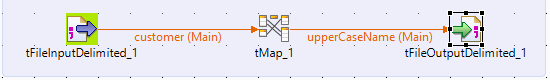 customer (Main)
upperCaseName (Main)
tFileInputDelimited_1
tMap_1
tFileOutputDelimited_1